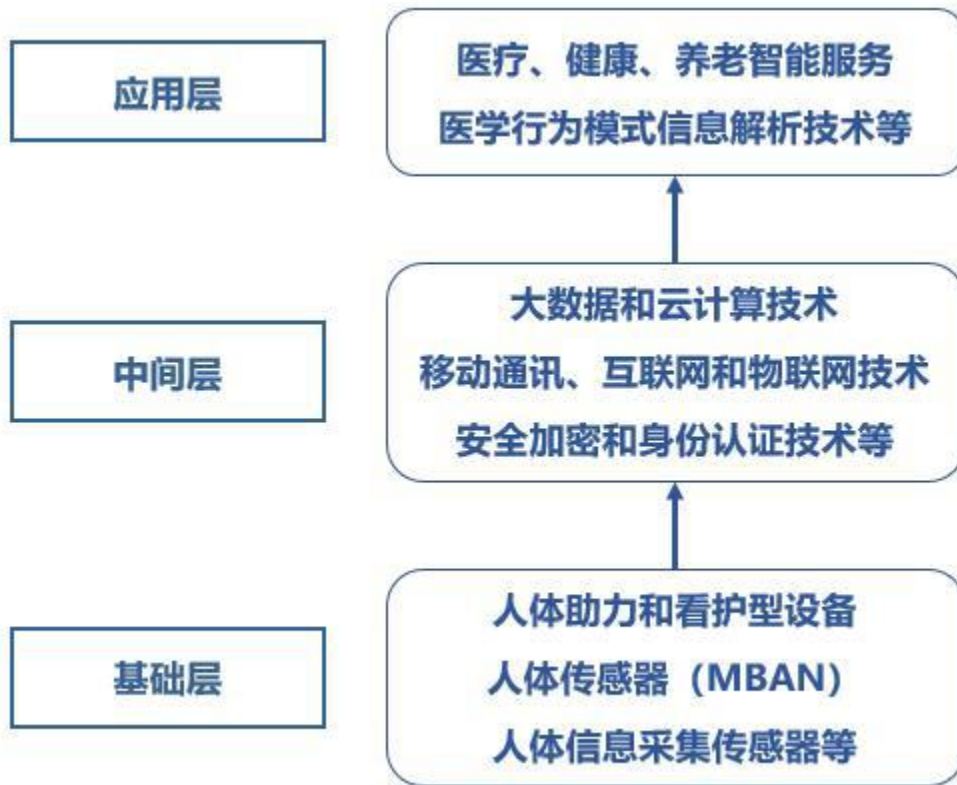 应用层
医疗、健康、养老智能服务
医学行为模式信息解析技术等
中间层
大数据和云计算技术
移动通讯、互联网和物联网技术
安全加密和身份认证技术等
基础层
人体助力和看护型设备
人体传感器（MBAN）
人体信息采集传感器等